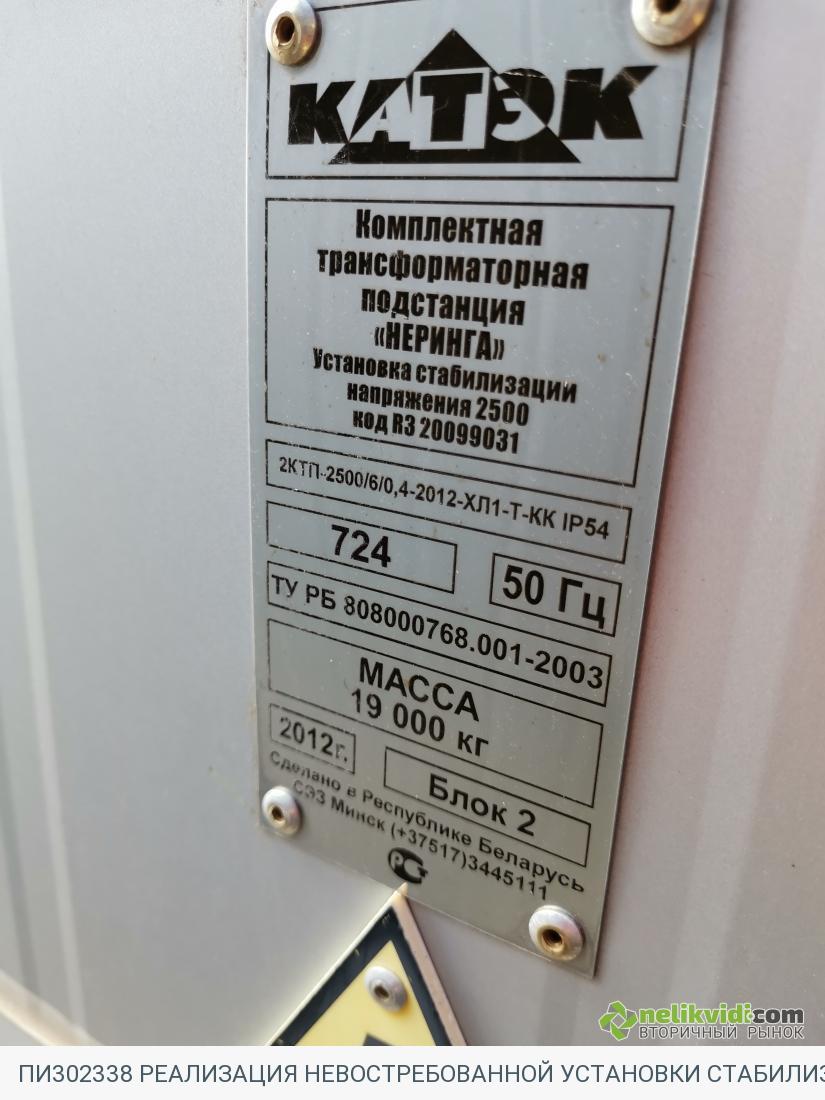 КАТЭК
Комплектная
трансформаторная
подстанция
«НЕРИНГА»
Установка стабилизации
напряжения 2500
код R3 20099031
2КТП-2500/6/0,4-2012-ХЛ1-Т-КК IP54
724
50 Гц
ТУ РБ 808000768.001-2003
МАССА
19 000 кг
2012г.
Блок 2
Сделано в Республике Беларусь
СЭЗ Минск (+37517)3445111
РСТ
nelikvidi.com
ВТОРИЧНЫЙ РЫНОК
ПИ302338 РЕАЛИЗАЦИЯ НЕВОСТРЕБОВАННОЙ УСТАНОВКИ СТАБИЛИЗ